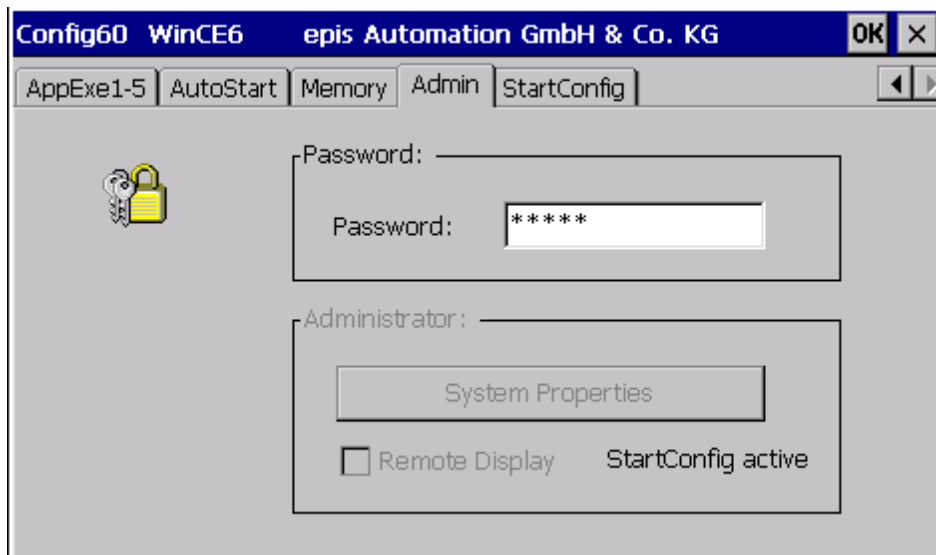 Config60 WinCE6 epis Automation GmbH & Co. KG OK ×
AppExe1-5 AutoStart Memory Admin StartConfig
Password:
Password: *****
Administrator:
System Properties
Remote Display StartConfig active